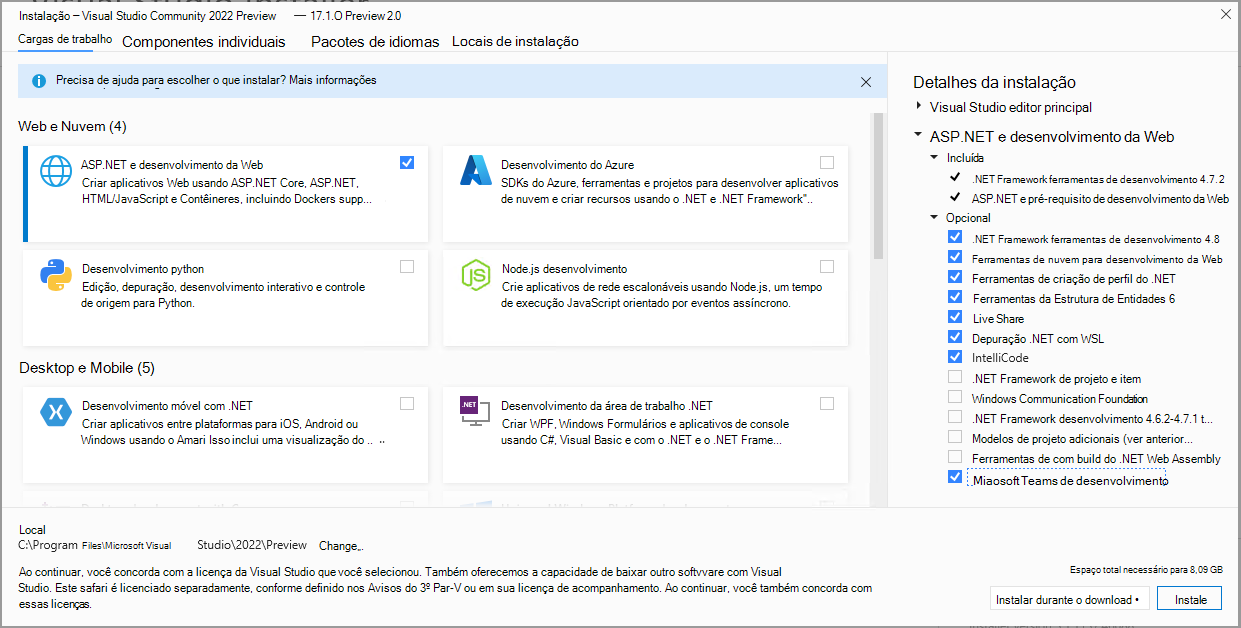 Instalação – Visual Studio Community 2022 Preview — 17.1.O Preview 2.0
Cargas de trabalho Componentes individuais Pacotes de idiomas Locais de instalação
Precisa de ajuda para escolher o que instalar? Mais informações
Web e Nuvem (4)
ASP.NET e desenvolvimento da Web
Criar aplicativos Web usando ASP.NET Core, ASP.NET,
HTML/JavaScript e Contêineres, incluindo Dockers supp...
Desenvolvimento do Azure
SDKs do Azure, ferramentas e projetos para desenvolver aplicativos
de nuvem e criar recursos usando o .NET e .NET Framework"..
Desenvolvimento python
Edição, depuração, desenvolvimento interativo e controle
de origem para Python.
Node.js desenvolvimento
Crie aplicativos de rede escalonáveis usando Node.js, um tempo
de execução JavaScript orientado por eventos assíncrono.
Desktop e Mobile (5)
Desenvolvimento móvel com .NET
Criar aplicativos entre plataformas para iOS, Android ou
Windows usando o Amari Isso inclui uma visualização do .. ..
.NET
Desenvolvimento da área de trabalho .NET
Criar WPF, Windows Formulários e aplicativos de console
usando C#, Visual Basic e com o .NET e o .NET Frame...
Detalhes da instalação
Visual Studio editor principal
ASP.NET e desenvolvimento da Web
Incluída
.NET Framework ferramentas de desenvolvimento 4.7.2
ASP.NET e pré-requisito de desenvolvimento da Web
Opcional
.NET Framework ferramentas de desenvolvimento 4.8
Ferramentas de nuvem para desenvolvimento da Web
Ferramentas de criação de perfil do .NET
Ferramentas da Estrutura de Entidades 6
Live Share
Depuração .NET com WSL
IntelliCode
.NET Framework de projeto e item
Windows Communication Foundation
.NET Framework desenvolvimento 4.6.2-4.7.1 t...
Modelos de projeto adicionais (ver anterior...
Ferramentas de com build do .NET Web Assembly
Miaosoft Teams de desenvolvimento
Local
C:\Program Files\Microsoft Visual Studio\2022\Preview Change,..
Ao continuar, você concorda com a licença da Visual Studio que você selecionou. Também oferecemos a capacidade de baixar outro softvvare com Visual
Studio. Este safari é licenciado separadamente, conforme definido nos Avisos do 3º Par-V ou em sua licença de acompanhamento. Ao continuar, você também concorda com
essas licenças.
Espaço total necessário para 8,09 GB
Instalar durante o download •
Instale